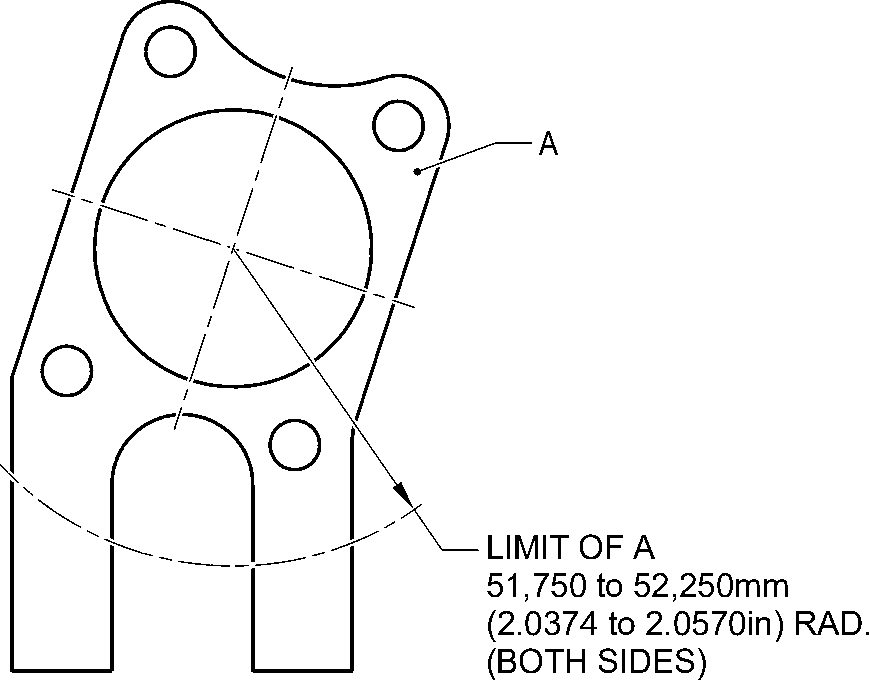 A
LIMIT OF A
51,750 to 52,250mm
(2.0374 to 2.0570in) RAD.
(BOTH SIDES)